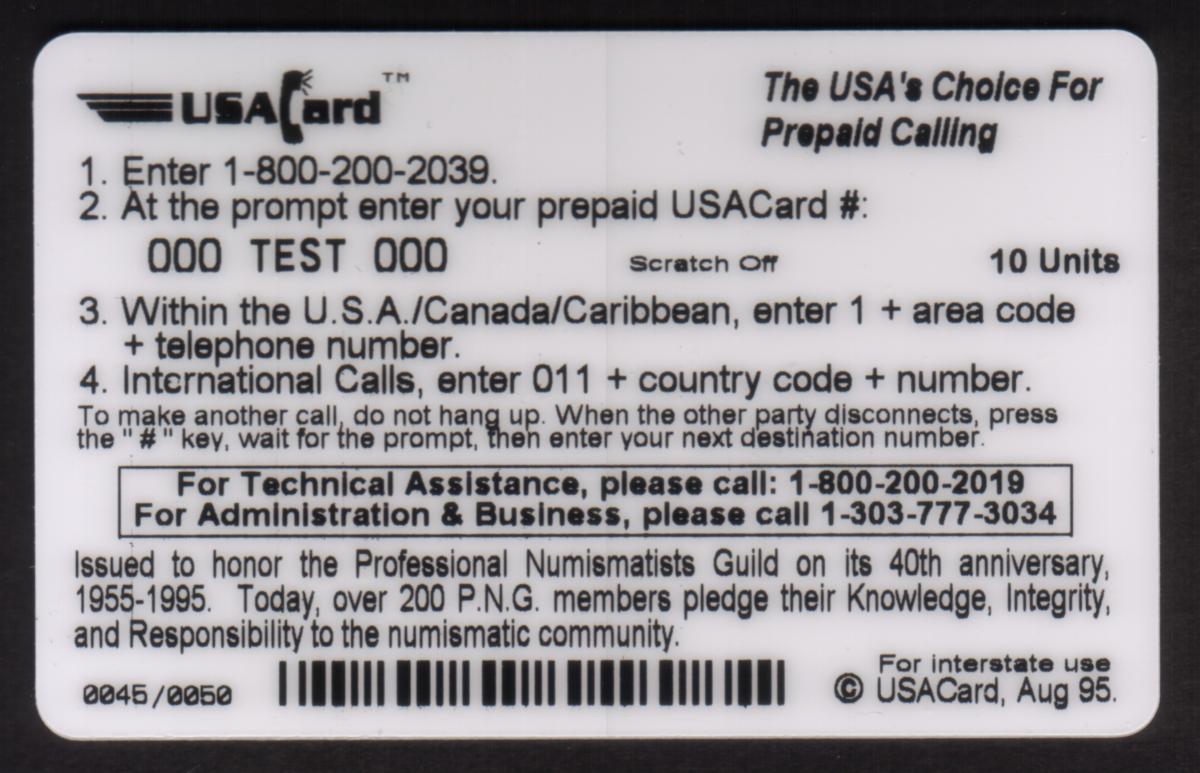 USACard™
The USA's Choice For
Prepaid Calling
1. Enter 1-800-200-2039.
2. At the prompt enter your prepaid USACard #:
000 TEST 000 Scratch Off 10 Units
3. Within the U.S.A./Canada/Caribbean, enter 1 + area code
+ telephone number.
4. International Calls, enter 011 + country code + number.
To make another call, do not hang up. When the other party disconnects, press
the " # " key, wait for the prompt, then enter your next destination number.
For Technical Assistance, please call: 1-800-200-2019
For Administration & Business, please call 1-303-777-3034
Issued to honor the Professional Numismatists Guild on its 40th anniversary,
1955-1995. Today, over 200 P.N.G. members pledge their Knowledge, Integrity,
and Responsibility to the numismatic community.
0045/0050
For interstate use
© USACard, Aug 95.